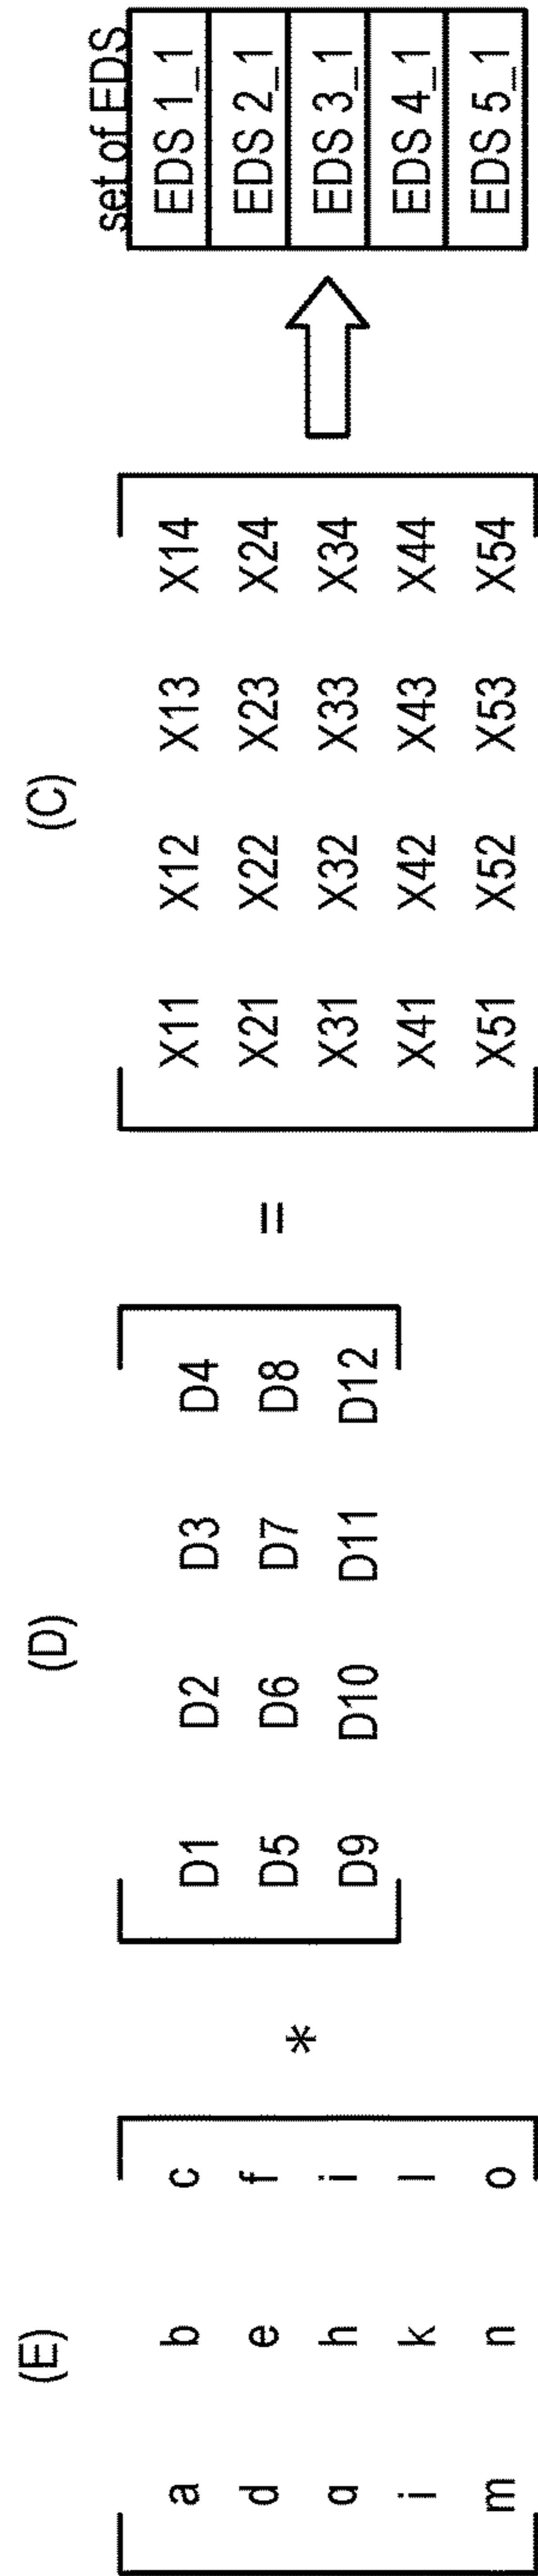 (E) (D) (C) set of EDS
a b c D1 D2 D3 D4 X11 X12 X13 X14 EDS 1_1
d e f D5 D6 D7 D8 X21 X22 X23 X24 EDS 2_1
g h i * D9 D10 D11 D12 = X31 X32 X33 X34 EDS 3_1
j k l X41 X42 X43 X44 EDS 4_1
m n o X51 X52 X53 X54 EDS 5_1